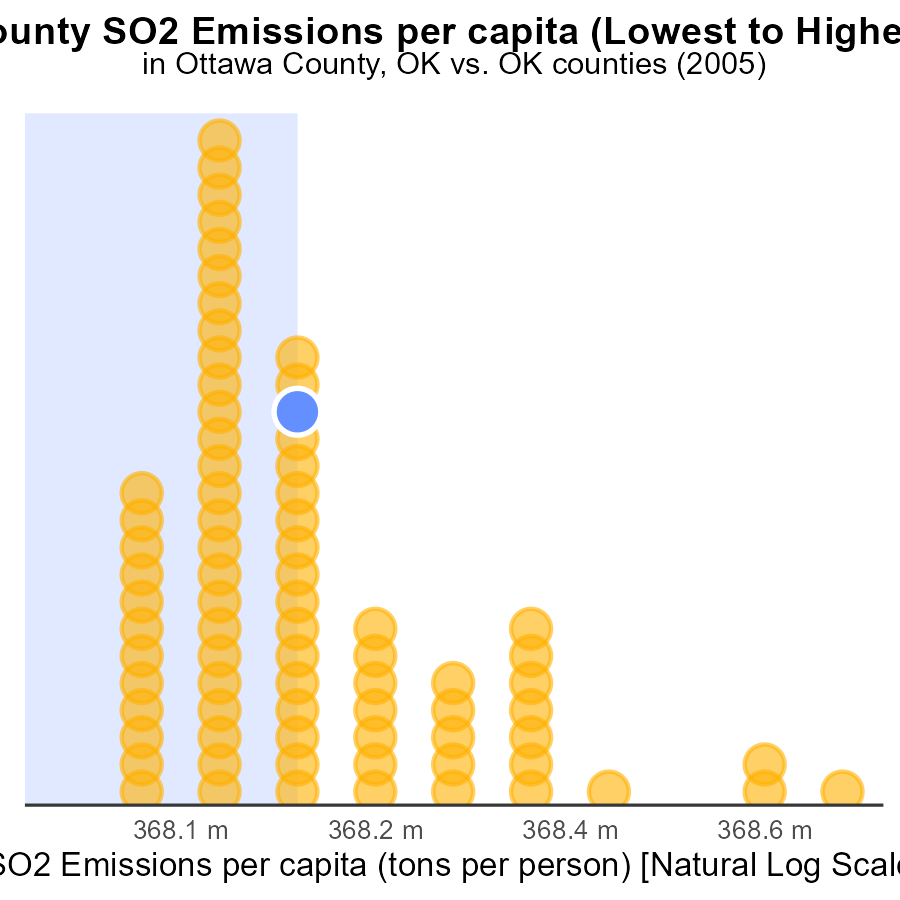 ounty SO2 Emissions per capita (Lowest to Highe
in Ottawa County, OK vs. OK counties (2005)
368.1 m 368.2 m 368.4 m 368.6 m
SO2 Emissions per capita (tons per person) [Natural Log Scale